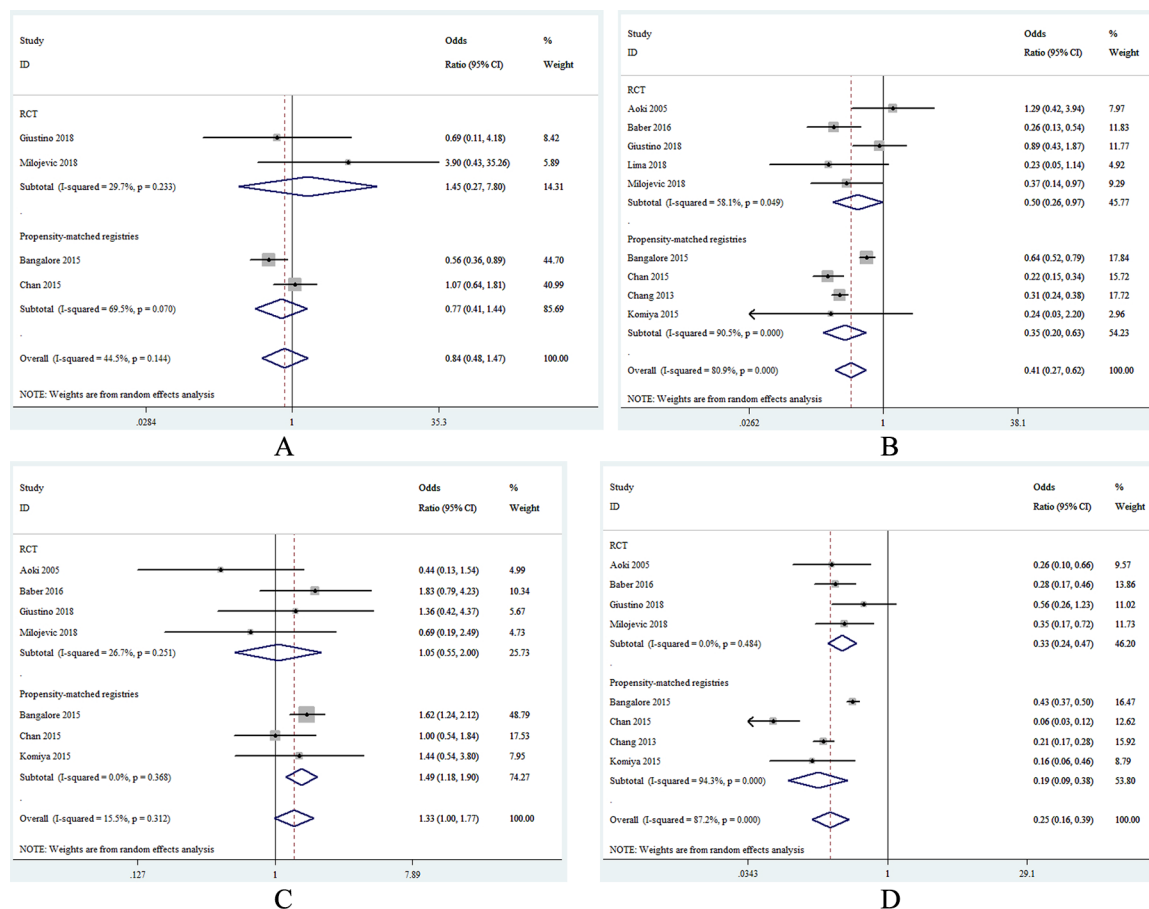 Study Odds %
ID Ratio (95% CI) Weight
RCT
Giustino 2018 0.69 (0.11, 4.18) 8.42
Milojevic 2018 3.90 (0.43, 35.26) 5.89
Subtotal (I-squared = 29.7%, p = 0.233) 1.45 (0.27, 7.80) 14.31
.
Propensity-matched registries
Bangalore 2015 0.56 (0.36, 0.89) 44.70
Chan 2015 1.07 (0.64, 1.81) 40.99
Subtotal (I-squared = 69.5%, p = 0.070) 0.77 (0.41, 1.44) 85.69
.
Overall (I-squared = 44.5%, p = 0.144) 0.84 (0.48, 1.47) 100.00
NOTE: Weights are from random effects analysis
.0284 1 35.3
A
Study Odds %
ID Ratio (95% CI) Weight
RCT
Aoki 2005 1.29 (0.42, 3.94) 7.97
Baber 2016 0.26 (0.13, 0.54) 11.83
Giustino 2018 0.89 (0.43, 1.87) 11.77
Lima 2018 0.23 (0.05, 1.14) 4.92
Milojevic 2018 0.37 (0.14, 0.97) 9.29
Subtotal (I-squared = 58.1%, p = 0.049) 0.50 (0.26, 0.97) 45.77
.
Propensity-matched registries
Bangalore 2015 0.64 (0.52, 0.79) 17.84
Chan 2015 0.22 (0.15, 0.34) 15.72
Chang 2013 0.31 (0.24, 0.38) 17.72
Komiya 2015 0.24 (0.03, 2.20) 2.96
Subtotal (I-squared = 90.5%, p = 0.000) 0.35 (0.20, 0.63) 54.23
.
Overall (I-squared = 80.9%, p = 0.000) 0.41 (0.27, 0.62) 100.00
NOTE: Weights are from random effects analysis
.0262 1 38.1
B
Study Odds %
ID Ratio (95% CI) Weight
RCT
Aoki 2005 0.44 (0.13, 1.54) 4.99
Baber 2016 1.83 (0.79, 4.23) 10.34
Giustino 2018 1.36 (0.42, 4.37) 5.67
Milojevic 2018 0.69 (0.19, 2.49) 4.73
Subtotal (I-squared = 26.7%, p = 0.251) 1.05 (0.55, 2.00) 25.73
.
Propensity-matched registries
Bangalore 2015 1.62 (1.24, 2.12) 48.79
Chan 2015 1.00 (0.54, 1.84) 17.53
Komiya 2015 1.44 (0.54, 3.80) 7.95
Subtotal (I-squared = 0.0%, p = 0.368) 1.49 (1.18, 1.90) 74.27
.
Overall (I-squared = 15.5%, p = 0.312) 1.33 (1.00, 1.77) 100.00
NOTE: Weights are from random effects analysis
.127 1 7.89
C
Study Odds %
ID Ratio (95% CI) Weight
RCT
Aoki 2005 0.26 (0.10, 0.66) 9.57
Baber 2016 0.28 (0.17, 0.46) 13.86
Giustino 2018 0.56 (0.26, 1.23) 11.02
Milojevic 2018 0.35 (0.17, 0.72) 11.73
Subtotal (I-squared = 0.0%, p = 0.484) 0.33 (0.24, 0.47) 46.20
.
Propensity-matched registries
Bangalore 2015 0.43 (0.37, 0.50) 16.47
Chan 2015 0.06 (0.03, 0.12) 12.62
Chang 2013 0.21 (0.17, 0.28) 15.92
Komiya 2015 0.16 (0.06, 0.46) 8.79
Subtotal (I-squared = 94.3%, p = 0.000) 0.19 (0.09, 0.38) 53.80
.
Overall (I-squared = 87.2%, p = 0.000) 0.25 (0.16, 0.39) 100.00
NOTE: Weights are from random effects analysis
.0343 1 29.1
D